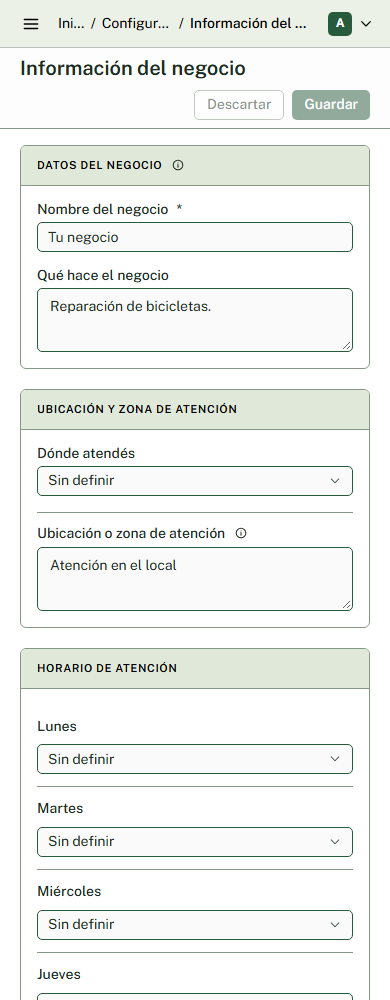 Ini... / Configur... / Información del ... A
Información del negocio
Descartar Guardar
DATOS DEL NEGOCIO
Nombre del negocio *
Tu negocio
Qué hace el negocio
Reparación de bicicletas.
UBICACIÓN Y ZONA DE ATENCIÓN
Dónde atendés
Sin definir
Ubicación o zona de atención
Atención en el local
HORARIO DE ATENCIÓN
Lunes
Sin definir
Martes
Sin definir
Miércoles
Sin definir
Jueves